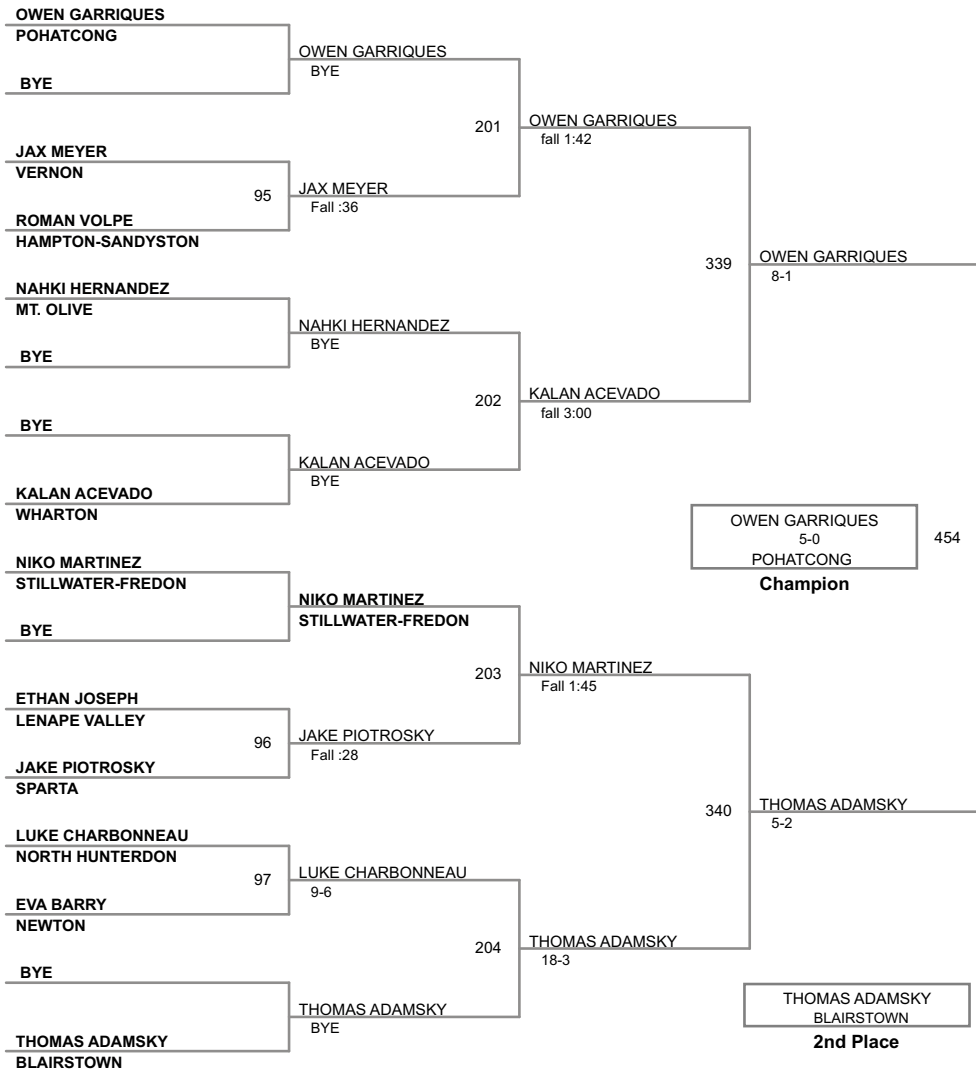 OWEN GARRIQUES
POHATCONG
BYE
JAX MEYER
VERNON
ROMAN VOLPE
HAMPTON-SANDYSTON
NAHKI HERNANDEZ
MT. OLIVE
BYE
BYE
KALAN ACEVADO
WHARTON
NIKO MARTINEZ
STILLWATER-FREDON
BYE
ETHAN JOSEPH
LENAPE VALLEY
JAKE PIOTROSKY
SPARTA
LUKE CHARBONNEAU
NORTH HUNTERDON
EVA BARRY
NEWTON
BYE
THOMAS ADAMSKY
BLAIRSTOWN
95
96
97
OWEN GARRIQUES
BYE
JAX MEYER
Fall :36
NAHKI HERNANDEZ
BYE
KALAN ACEVADO
BYE
NIKO MARTINEZ
STILLWATER-FREDON
JAKE PIOTROSKY
Fall :28
LUKE CHARBONNEAU
9-6
THOMAS ADAMSKY
BYE
201
202
203
204
OWEN GARRIQUES
fall 1:42
KALAN ACEVADO
fall 3:00
NIKO MARTINEZ
Fall 1:45
THOMAS ADAMSKY
18-3
339
340
OWEN GARRIQUES
8-1
THOMAS ADAMSKY
5-2
OWEN GARRIQUES
5-0
POHATCONG
454
Champion
THOMAS ADAMSKY
BLAIRSTOWN
2nd Place